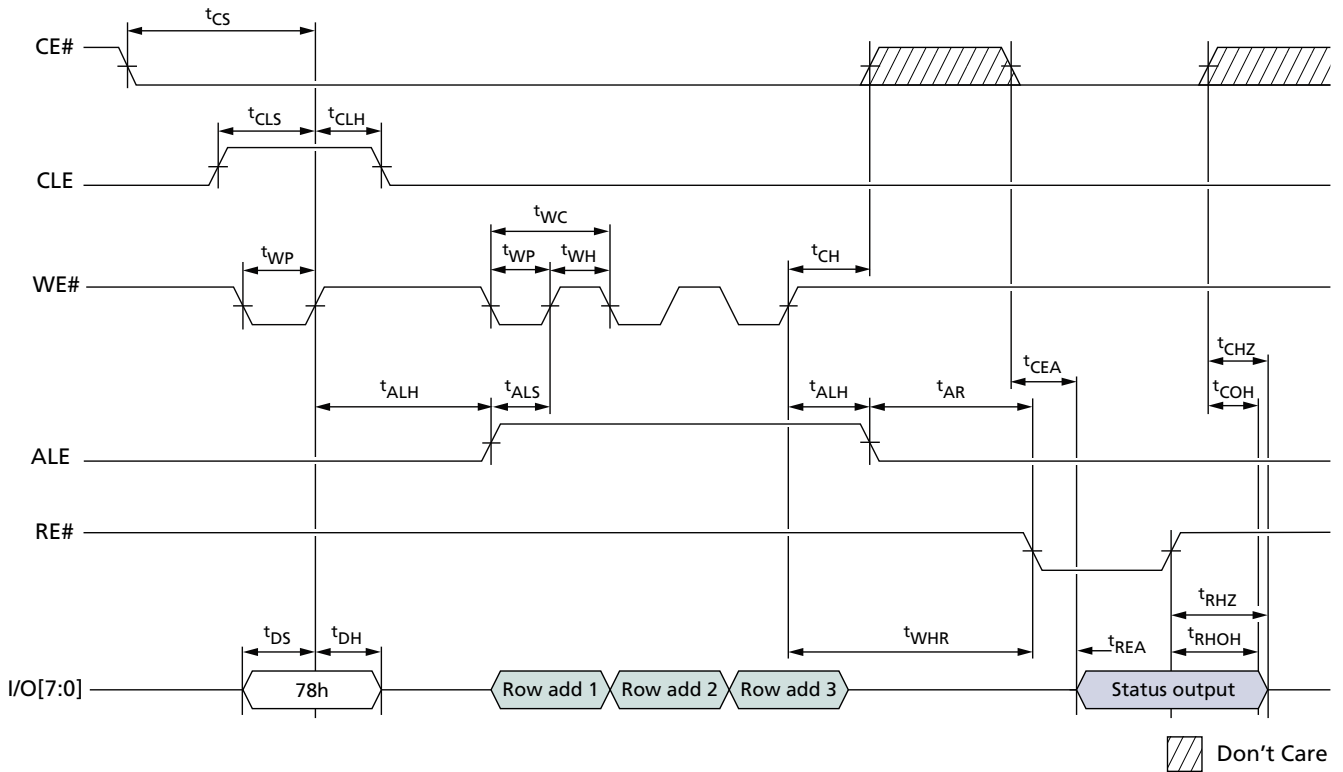 tCS
CE#
tCLS
tCLH
CLE
tWC
tWP
tWP
tWH
tCH
WE#
tCHZ
tCEA
tALH
tALS
tALH
tAR
tCOH
ALE
RE#
tRHZ
tDS
tDH
tWHR
tREA
tRHOH
I/O[7:0]
78h
Row add 1
Row add 2
Row add 3
Status output
Don't Care